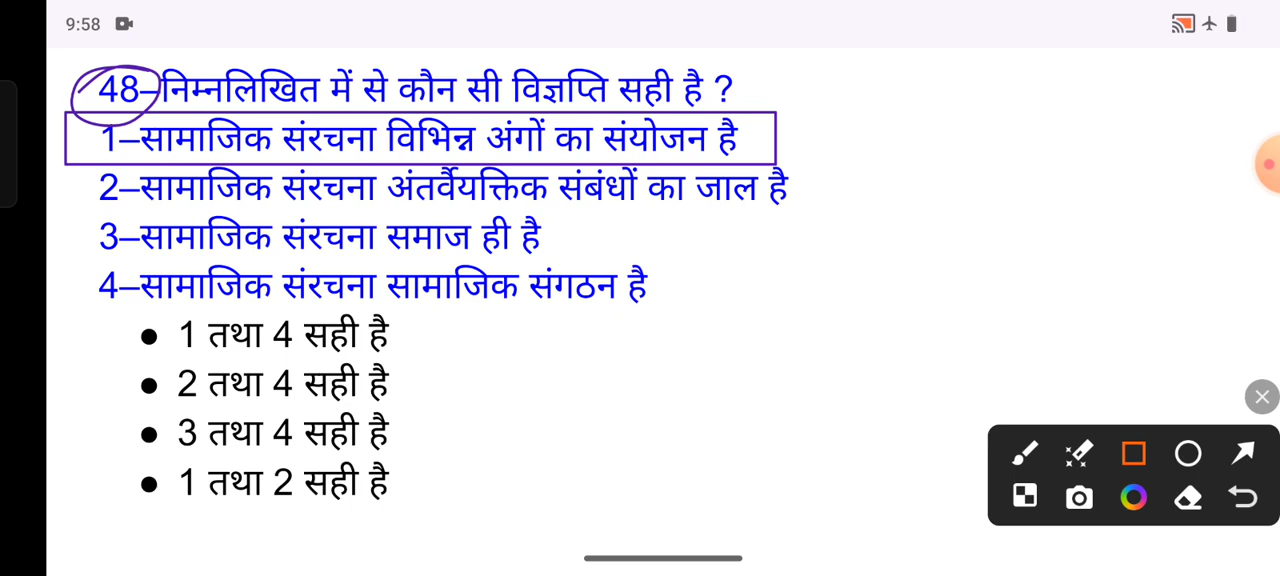 9:58
48–निम्नलिखित में से कौन सी विज्ञप्ति सही है ?
1–सामाजिक संरचना विभिन्न अंगों का संयोजन है
2–सामाजिक संरचना अंतर्वैयक्तिक संबंधों का जाल है
3–सामाजिक संरचना समाज ही है
4–सामाजिक संरचना सामाजिक संगठन है
● 1 तथा 4 सही है
● 2 तथा 4 सही है
● 3 तथा 4 सही है
● 1 तथा 2 सही है